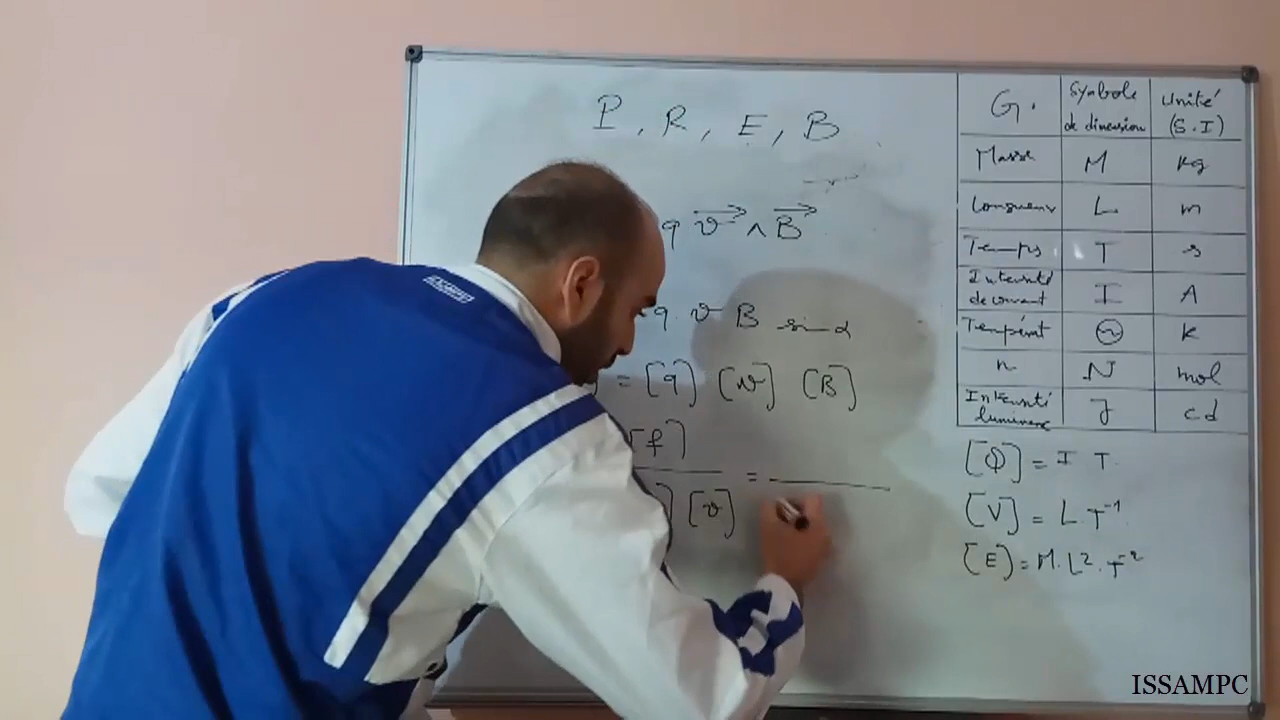 P, R, E, B
q v⃗ ∧ B⃗
q. v B sin α
] = [q] [v] [B]
[f]
] [v] =
G. Symbole de dimension Unité (S.I)
Masse M kg
Longueur L m
Temps T s
Intensité de courant I A
Températ Θ K
n N mol
Intensité lumineuse J cd
[Q] = I T.
[V] = L.T⁻¹.
[E] = M.L².T⁻²
ISSAMPC